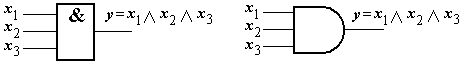 x₁ & y = x₁ ∧ x₂ ∧ x₃
x₂
x₃
x₁ y = x₁ ∧ x₂ ∧ x₃
x₂
x₃